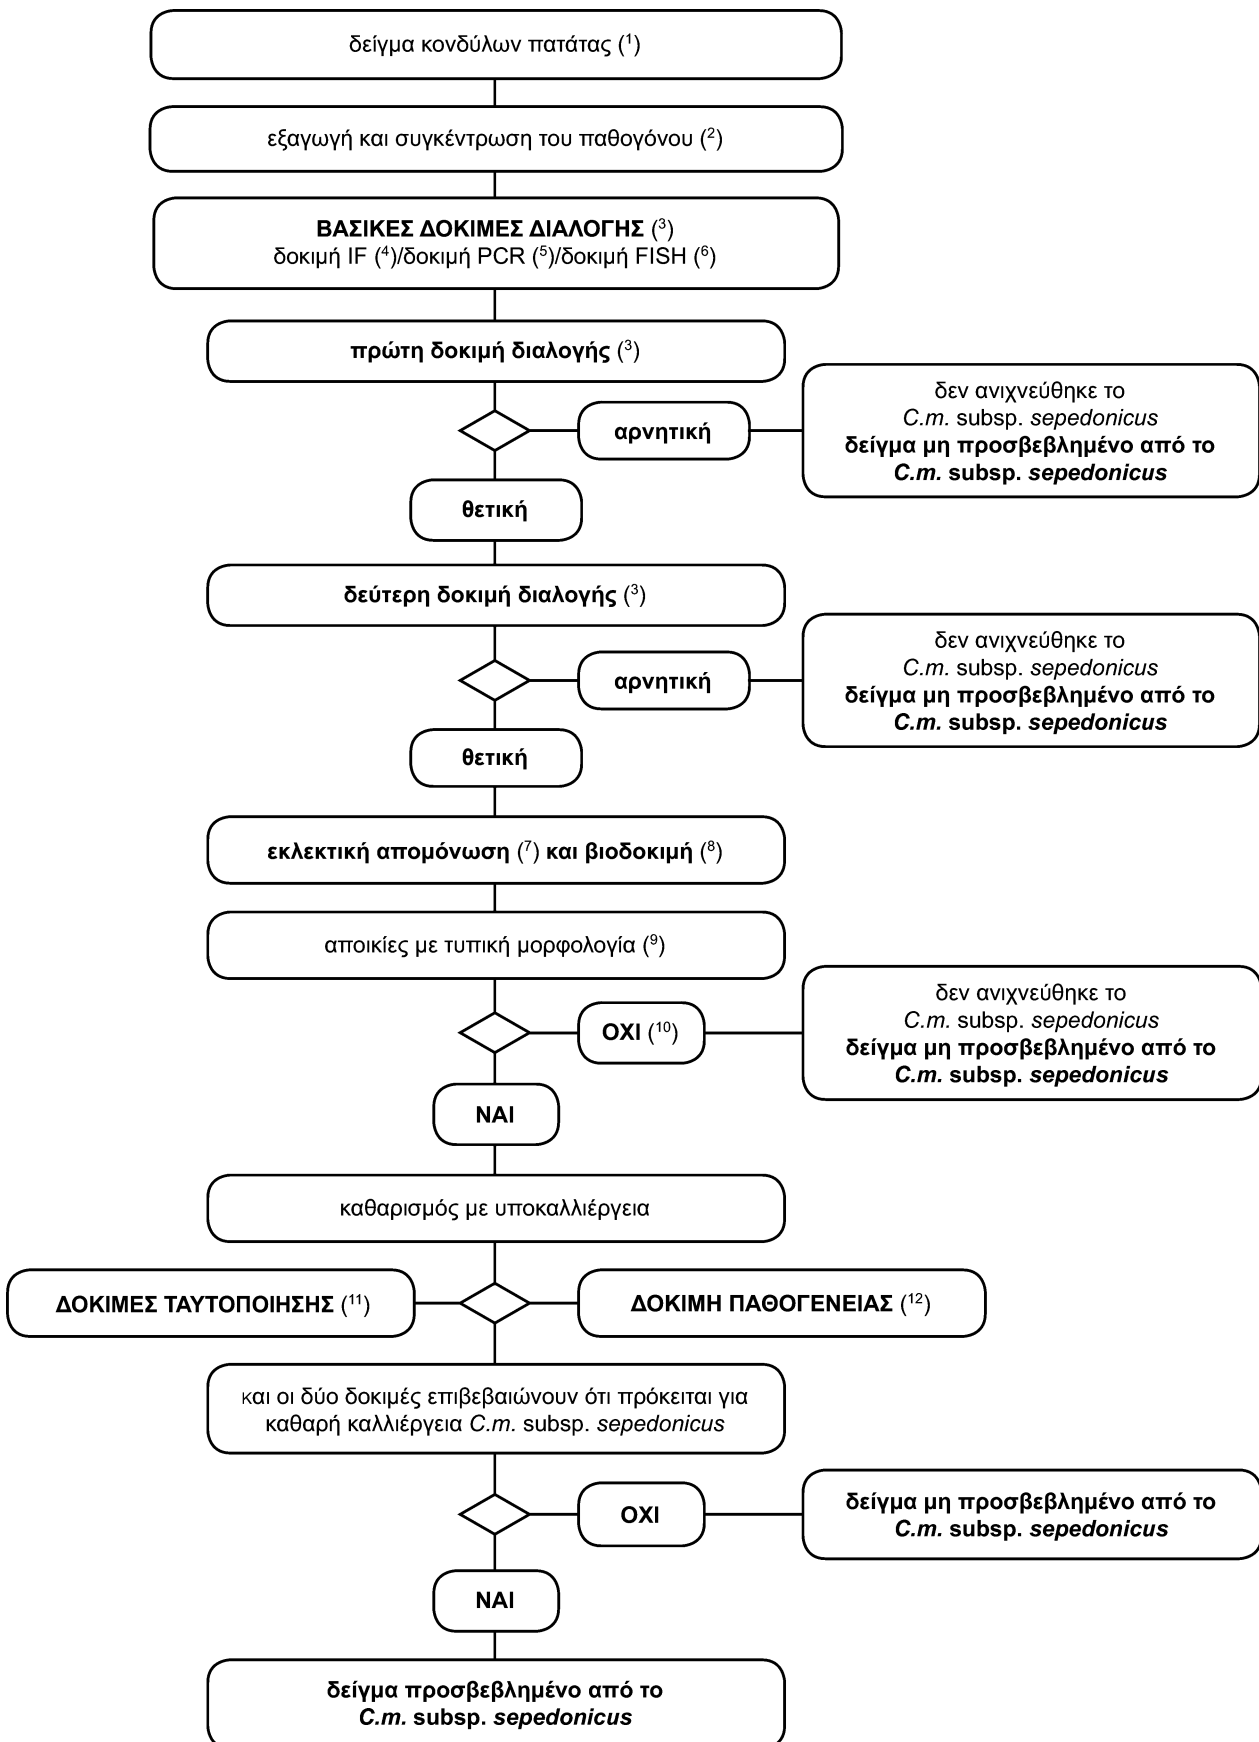 δείγμα κονδύλων πατάτας (¹)
εξαγωγή και συγκέντρωση του παθογόνου (²)
ΒΑΣΙΚΕΣ ΔΟΚΙΜΕΣ ΔΙΑΛΟΓΗΣ (³)
δοκιμή IF (⁴)/δοκιμή PCR (⁵)/δοκιμή FISH (⁶)
πρώτη δοκιμή διαλογής (³)
αρνητική
δεν ανιχνεύθηκε το
C.m. subsp. sepedonicus
δείγμα μη προσβεβλημένο από το
C.m. subsp. sepedonicus
θετική
δεύτερη δοκιμή διαλογής (³)
αρνητική
δεν ανιχνεύθηκε το
C.m. subsp. sepedonicus
δείγμα μη προσβεβλημένο από το
C.m. subsp. sepedonicus
θετική
εκλεκτική απομόνωση (⁷) και βιοδοκιμή (⁸)
αποικίες με τυπική μορφολογία (⁹)
ΟΧΙ (¹⁰)
δεν ανιχνεύθηκε το
C.m. subsp. sepedonicus
δείγμα μη προσβεβλημένο από το
C.m. subsp. sepedonicus
ΝΑΙ
καθαρισμός με υποκαλλιέργεια
ΔΟΚΙΜΕΣ ΤΑΥΤΟΠΟΙΗΣΗΣ (¹¹)
ΔΟΚΙΜΗ ΠΑΘΟΓΕΝΕΙΑΣ (¹²)
και οι δύο δοκιμές επιβεβαιώνουν ότι πρόκειται για
καθαρή καλλιέργεια C.m. subsp. sepedonicus
ΟΧΙ
δείγμα μη προσβεβλημένο από το
C.m. subsp. sepedonicus
ΝΑΙ
δείγμα προσβεβλημένο από το
C.m. subsp. sepedonicus